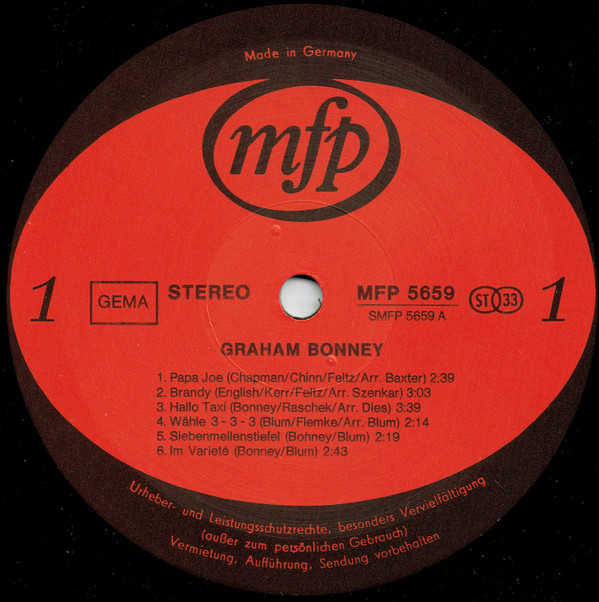 Made in Germany
mfp
1 GEMA STEREO MFP 5659 ST 33 1
SMFP 5659 A
GRAHAM BONNEY
1. Papa Joe (Chapman/Chinn/Feltz/Arr. Baxter) 2:39
2. Brandy (English/Kerr/Feltz/Arr. Szenkar) 3:03
3. Hallo Taxi (Bonney/Raschek/Arr. Dies) 3:39
4. Wähle 3 - 3 - 3 (Blum/Flemke/Arr. Blum) 2:14
5. Siebenmeilenstiefel (Bonney/Blum) 2:19
6. Im Varieté (Bonney/Blum) 2:43
Urheber- und Leistungsschutzrechte, besonders Vervielfältigung
(außer zum persönlichen Gebrauch)
Vermietung, Aufführung, Sendung vorbehalten